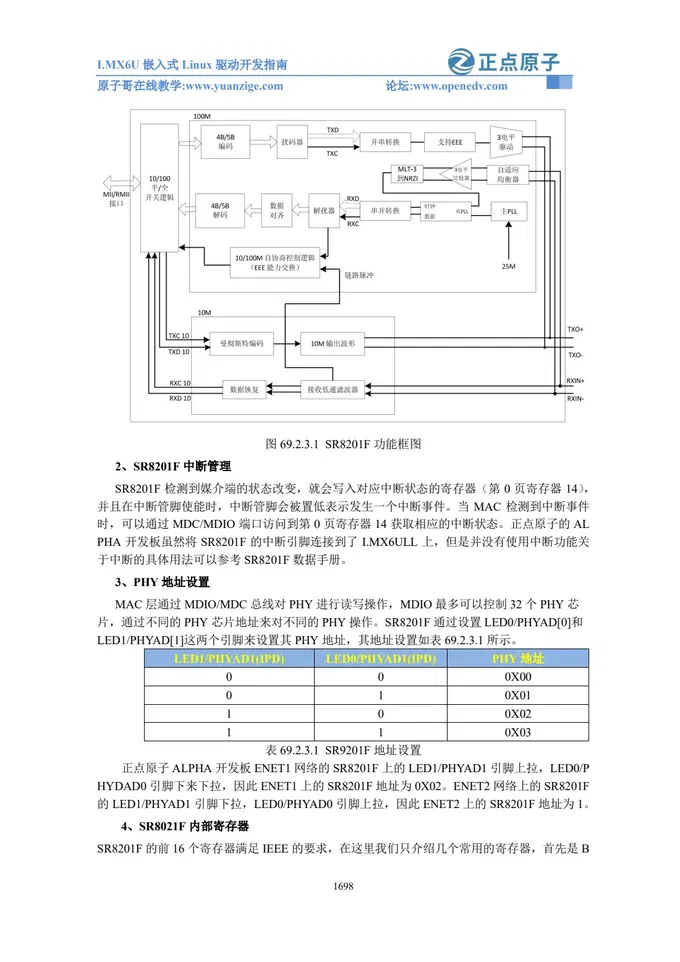 I.MX6U 嵌入式 Linux 驱动开发指南
正点原子
原子哥在线教学:www.yuanzige.com 论坛:www.openedv.com
100M
4B/5B
编码
扰码器
TXD
TXC
并串转换
支持EEE
3电平
驱动
MLT-3
到NRZI
3电平
比较器
自适应
均衡器
10/100
半/全
开关逻辑
MII/RMII
接口
4B/5B
解码
数据
对齐
解扰器
RXD
RXC
串并转换
时钟
数据
从PLL
主PLL
25M
10/100M 自协商控制逻辑
（EEE 能力交换）
链路脉冲
10M
TXC 10
TXD 10
曼彻斯特编码
10M 输出波形
TXO+
TXO-
RXC 10
RXD 10
数据恢复
接收低通滤波器
RXIN+
RXIN-
图 69.2.3.1 SR8201F 功能框图
2、SR8201F 中断管理
SR8201F 检测到媒介端的状态改变，就会写入对应中断状态的寄存器（第 0 页寄存器 14），
并且在中断管脚使能时，中断管脚会被置低表示发生一个中断事件。当 MAC 检测到中断事件
时，可以通过 MDC/MDIO 端口访问到第 0 页寄存器 14 获取相应的中断状态。正点原子的 AL
PHA 开发板虽然将 SR8201F 的中断引脚连接到了 I.MX6ULL 上，但是并没有使用中断功能关
于中断的具体用法可以参考 SR8201F 数据手册。
3、PHY 地址设置
MAC 层通过 MDIO/MDC 总线对 PHY 进行读写操作，MDIO 最多可以控制 32 个 PHY 芯
片，通过不同的 PHY 芯片地址来对不同的 PHY 操作。SR8201F 通过设置 LED0/PHYAD[0]和
LED1/PHYAD[1]这两个引脚来设置其 PHY 地址，其地址设置如表 69.2.3.1 所示。
LED1/PHYAD1(IPD) LED0/PHYAD1(IPD) PHY 地址
0 0 0X00
0 1 0X01
1 0 0X02
1 1 0X03
表 69.2.3.1 SR9201F 地址设置
正点原子 ALPHA 开发板 ENET1 网络的 SR8201F 上的 LED1/PHYAD1 引脚上拉，LED0/P
HYDAD0 引脚下来下拉，因此 ENET1 上的 SR8201F 地址为 0X02。ENET2 网络上的 SR8201F
的 LED1/PHYAD1 引脚下拉，LED0/PHYAD0 引脚上拉，因此 ENET2 上的 SR8201F 地址为 1。
4、SR8021F 内部寄存器
SR8201F 的前 16 个寄存器满足 IEEE 的要求，在这里我们只介绍几个常用的寄存器，首先是 B
1698